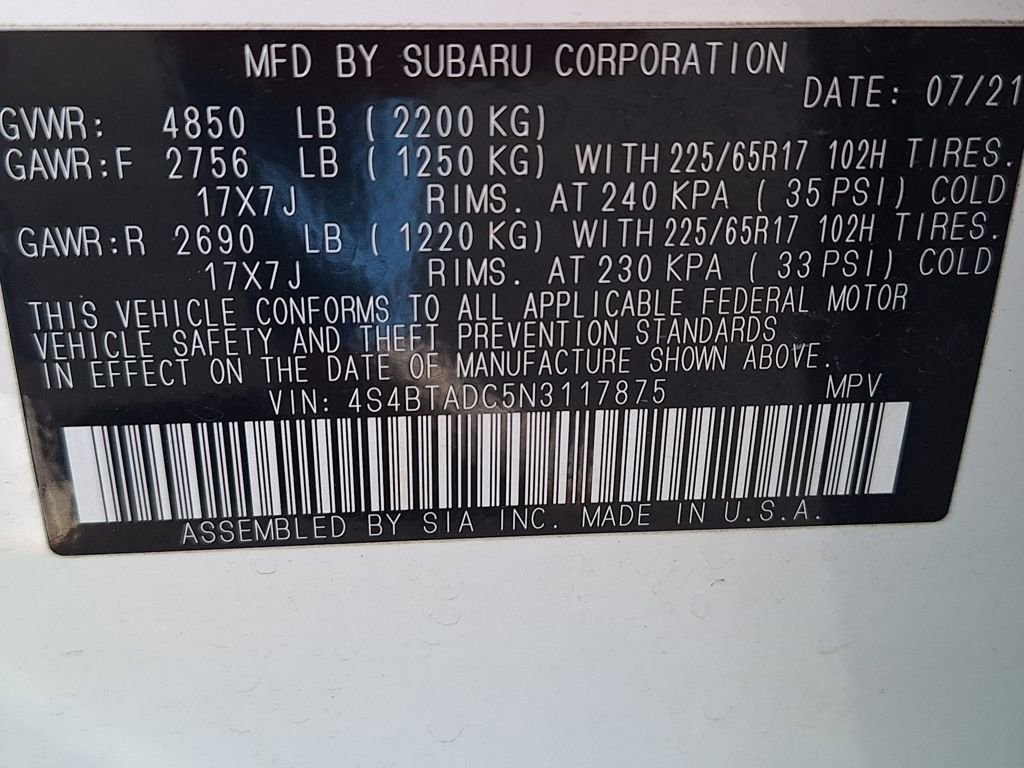 MFD BY SUBARU CORPORATION
DATE: 07/21
GVWR: 4850 LB ( 2200 KG)
GAWR:F 2756 LB ( 1250 KG) WITH 225/65R17 102H TIRES.
17X7J RIMS. AT 240 KPA ( 35 PSI) COLD
GAWR:R 2690 LB ( 1220 KG) WITH 225/65R17 102H TIRES.
17X7J RIMS. AT 230 KPA ( 33 PSI) COLD
THIS VEHICLE CONFORMS TO ALL APPLICABLE FEDERAL MOTOR
VEHICLE SAFETY AND THEFT PREVENTION STANDARDS
IN EFFECT ON THE DATE OF MANUFACTURE SHOWN ABOVE.
VIN: 4S4BTADC5N3117875 MPV
ASSEMBLED BY SIA INC. MADE IN U.S.A.